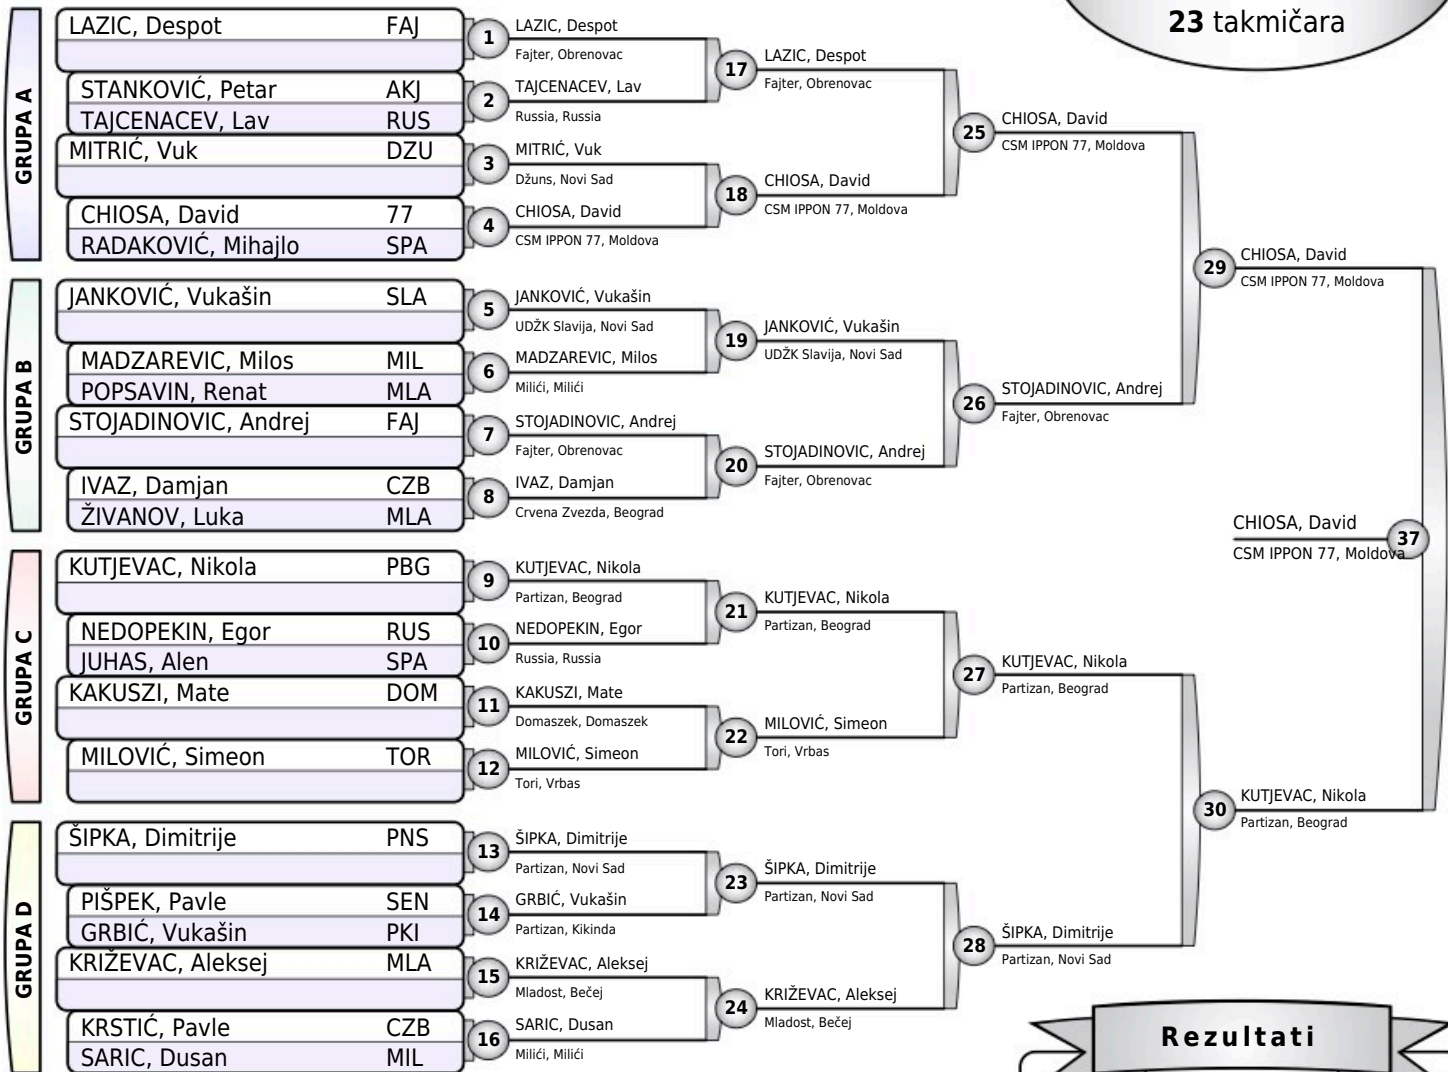 23 takmičara
GRUPA A
LAZIC, Despot FAJ
STANKOVIĆ, Petar AKJ
TAJCENACEV, Lav RUS
MITRIĆ, Vuk DZU
CHIOSA, David 77
RADAKOVIĆ, Mihajlo SPA
GRUPA B
JANKOVIĆ, Vukašin SLA
MADZAREVIC, Milos MIL
POPSAVIN, Renat MLA
STOJADINOVIC, Andrej FAJ
IVAZ, Damjan CZB
ŽIVANOV, Luka MLA
GRUPA C
KUTJEVAC, Nikola PBG
NEDOPEKIN, Egor RUS
JUHAS, Alen SPA
KAKUSZI, Mate DOM
MILOVIĆ, Simeon TOR
GRUPA D
ŠIPKA, Dimitrije PNS
PIŠPEK, Pavle SEN
GRBIĆ, Vukašin PKI
KRIŽEVAC, Aleksej MLA
KRSTIĆ, Pavle CZB
SARIC, Dusan MIL
1 LAZIC, Despot
Fajter, Obrenovac
2 TAJCENACEV, Lav
Russia, Russia
3 MITRIĆ, Vuk
Džuns, Novi Sad
4 CHIOSA, David
CSM IPPON 77, Moldova
5 JANKOVIĆ, Vukašin
UDŽK Slavija, Novi Sad
6 MADZAREVIC, Milos
Milići, Milići
7 STOJADINOVIC, Andrej
Fajter, Obrenovac
8 IVAZ, Damjan
Crvena Zvezda, Beograd
9 KUTJEVAC, Nikola
Partizan, Beograd
10 NEDOPEKIN, Egor
Russia, Russia
11 KAKUSZI, Mate
Domaszek, Domaszek
12 MILOVIĆ, Simeon
Tori, Vrbas
13 ŠIPKA, Dimitrije
Partizan, Novi Sad
14 GRBIĆ, Vukašin
Partizan, Kikinda
15 KRIŽEVAC, Aleksej
Mladost, Bečej
16 SARIC, Dusan
Milići, Milići
17 LAZIC, Despot
Fajter, Obrenovac
18 CHIOSA, David
CSM IPPON 77, Moldova
19 JANKOVIĆ, Vukašin
UDŽK Slavija, Novi Sad
20 STOJADINOVIC, Andrej
Fajter, Obrenovac
21 KUTJEVAC, Nikola
Partizan, Beograd
22 MILOVIĆ, Simeon
Tori, Vrbas
23 ŠIPKA, Dimitrije
Partizan, Novi Sad
24 KRIŽEVAC, Aleksej
Mladost, Bečej
25 CHIOSA, David
CSM IPPON 77, Moldova
26 STOJADINOVIC, Andrej
Fajter, Obrenovac
27 KUTJEVAC, Nikola
Partizan, Beograd
28 ŠIPKA, Dimitrije
Partizan, Novi Sad
29 CHIOSA, David
CSM IPPON 77, Moldova
30 KUTJEVAC, Nikola
Partizan, Beograd
CHIOSA, David 37
CSM IPPON 77, Moldova
Rezultati